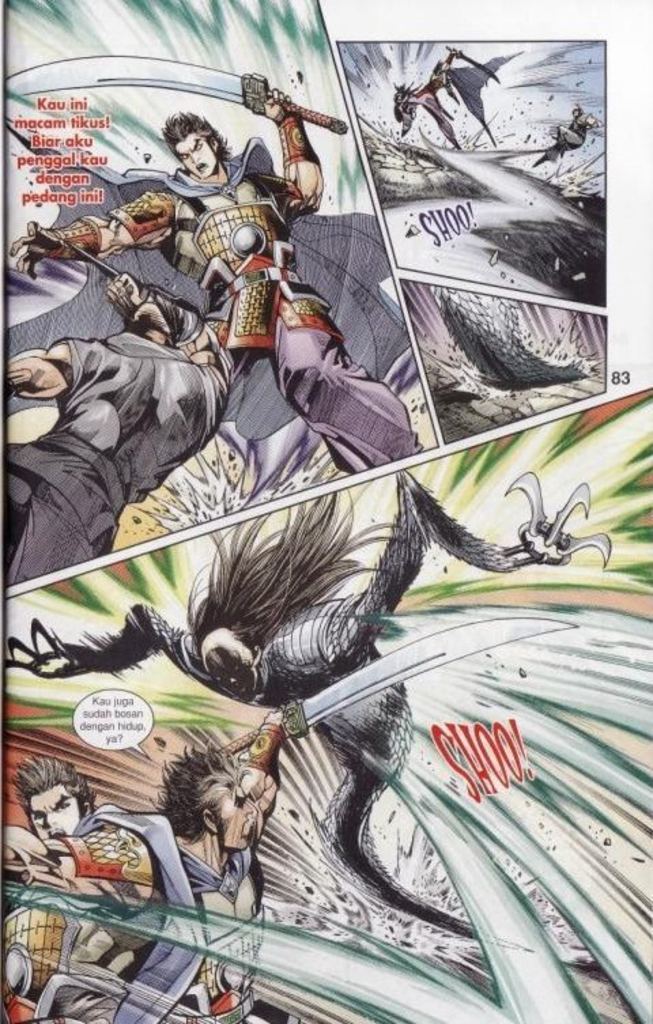 Kau ini
macam tikus!
Biar aku
penggal kau
dengan
pedang ini!
SHOO!
83
Kau juga
sudah bosan
dengan hidup,
ya?
SHOO!